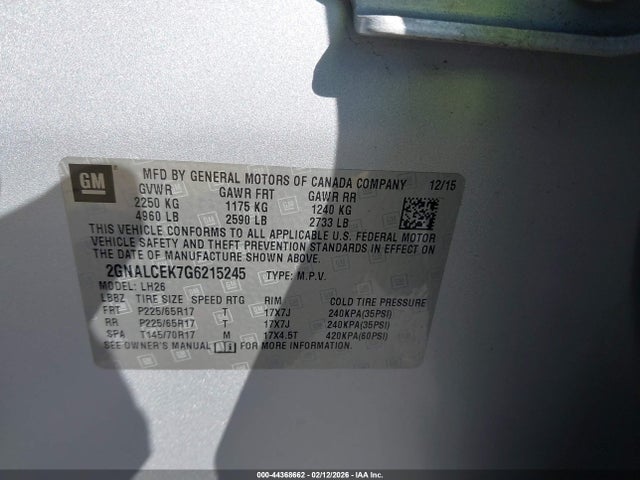 GM
MFD BY GENERAL MOTORS OF CANADA COMPANY 12/15
GVWR GAWR FRT GAWR RR
2250 KG 1175 KG 1240 KG
4960 LB 2590 LB 2733 LB
THIS VEHICLE CONFORMS TO ALL APPLICABLE U.S. FEDERAL MOTOR
VEHICLE SAFETY AND THEFT PREVENTION STANDARDS IN EFFECT
ON THE DATE OF MANUFACTURE SHOWN ABOVE.
2GNALCEK7G6215245 TYPE: M.P.V.
MODEL: LH26
LBBZ TIRE SIZE SPEED RTG RIM COLD TIRE PRESSURE
FRT P225/65R17 T 17X7J 240KPA(35PSI)
RR P225/65R17 T 17X7J 240KPA(35PSI)
SPA T145/70R17 M 17X4.5T 420KPA(60PSI)
SEE OWNER'S MANUAL FOR MORE INFORMATION.
000-44368662 - 02/12/2026 - IAA Inc.